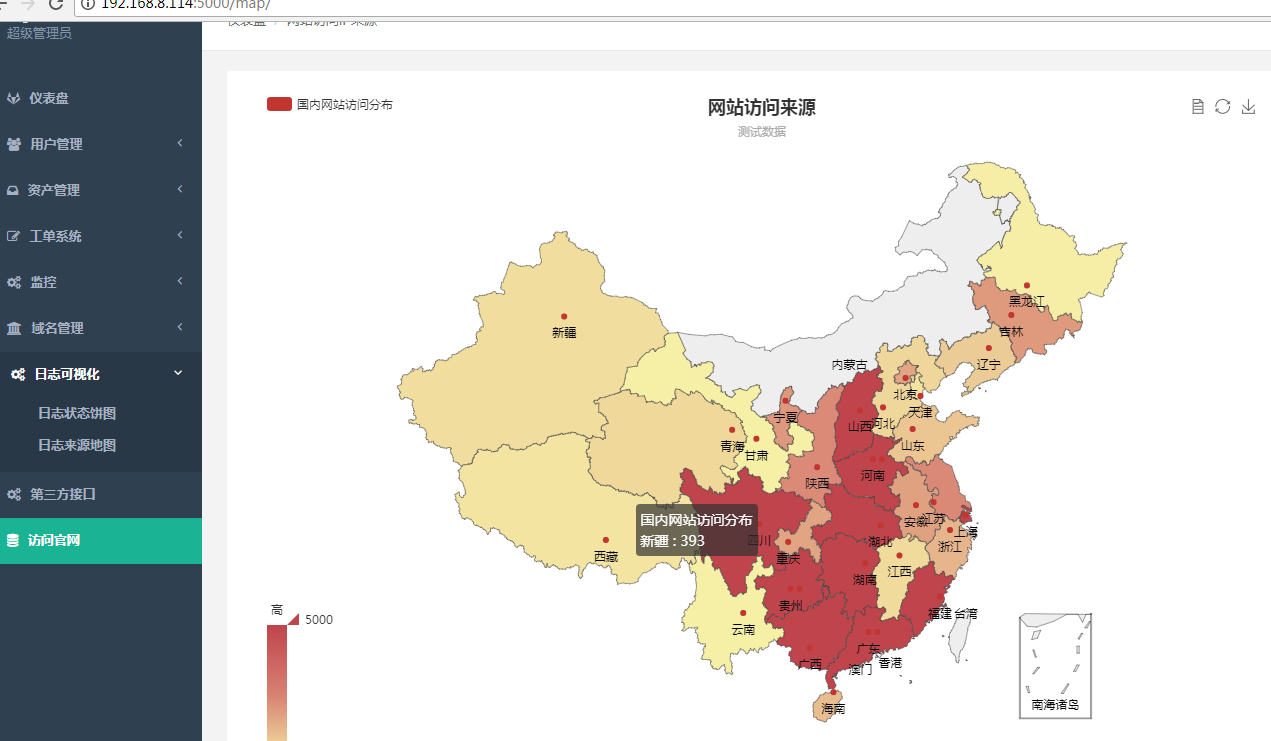 192.168.8.114:5000/map/
超级管理员
仪表盘 / 网站访问IP来源
仪表盘
用户管理
资产管理
工单系统
监控
域名管理
日志可视化
日志状态饼图
日志来源地图
第三方接口
访问官网
国内网站访问分布
网站访问来源
测试数据
黑龙江
吉林
新疆
辽宁
内蒙古
北京
天津
宁夏
山西
河北
青海
山东
甘肃
河南
陕西
国内网站访问分布
新疆 : 393
安徽
江苏
上海
四川
湖北
浙江
西藏
重庆
江西
湖南
贵州
福建
台湾
云南
广东
广西
香港
澳门
海南
南海诸岛
高
5000